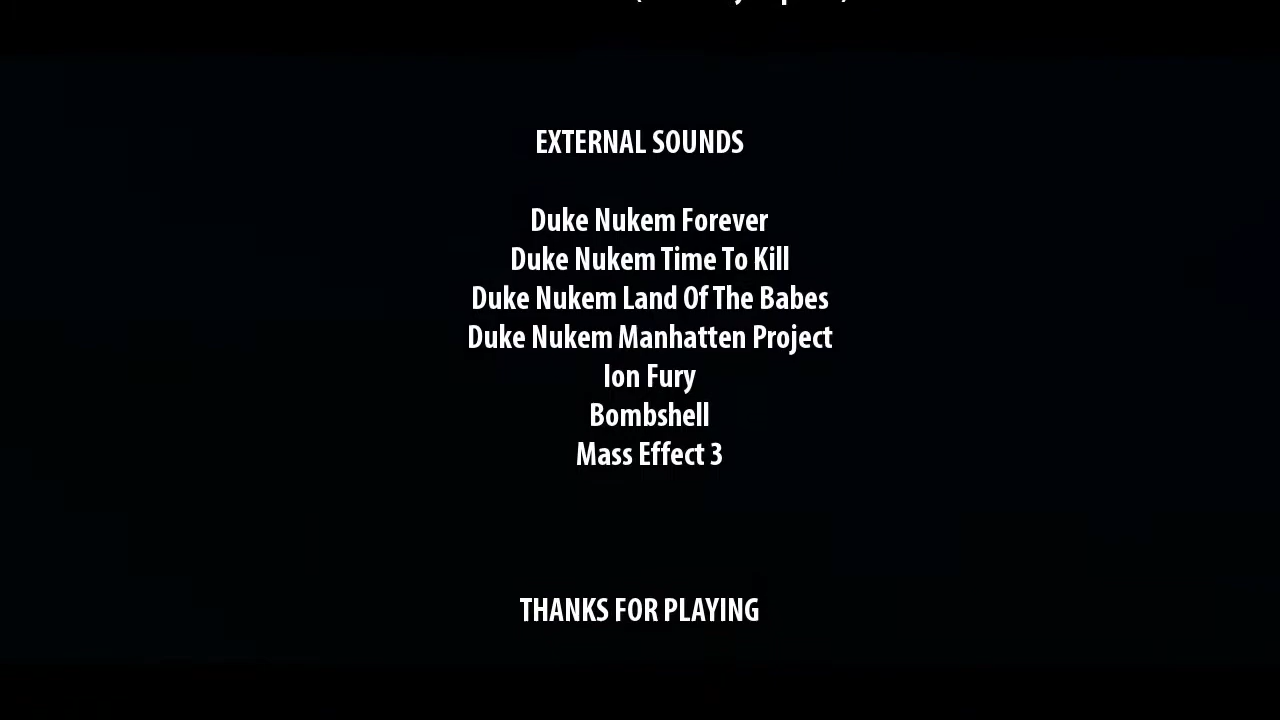 EXTERNAL SOUNDS
Duke Nukem Forever
Duke Nukem Time To Kill
Duke Nukem Land Of The Babes
Duke Nukem Manhatten Project
Ion Fury
Bombshell
Mass Effect 3
THANKS FOR PLAYING